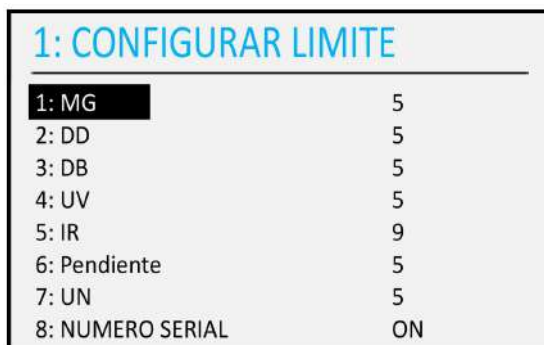 1: CONFIGURAR LIMITE
1: MG 5
2: DD 5
3: DB 5
4: UV 5
5: IR 9
6: Pendiente 5
7: UN 5
8: NUMERO SERIAL ON